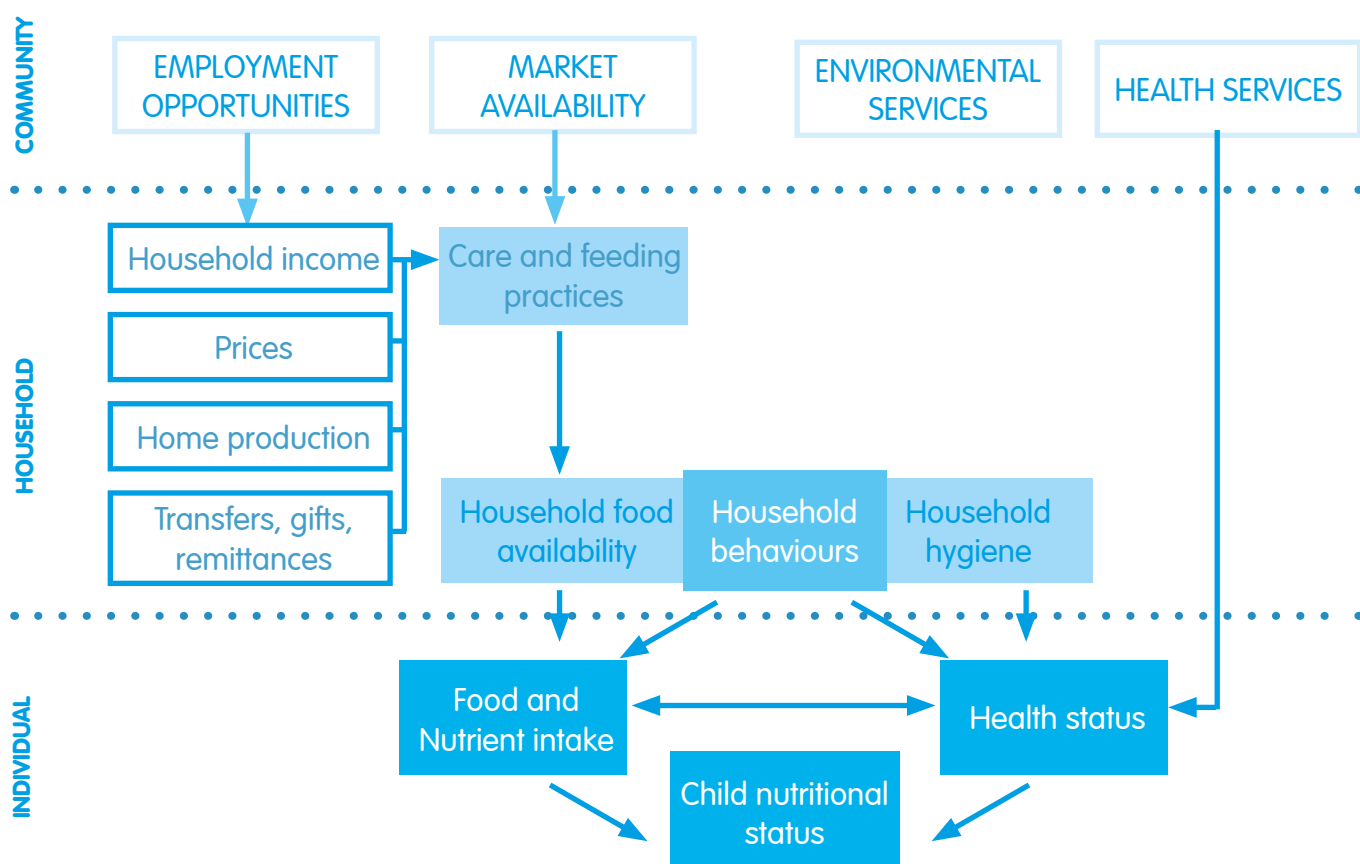 COMMUNITY
EMPLOYMENT
OPPORTUNITIES
MARKET
AVAILABILITY
ENVIRONMENTAL
SERVICES
HEALTH SERVICES
HOUSEHOLD
Household income
Prices
Home production
Transfers, gifts,
remittances
Care and feeding
practices
Household food
availability
Household
behaviours
Household
hygiene
INDIVIDUAL
Food and
Nutrient intake
Health status
Child nutritional
status